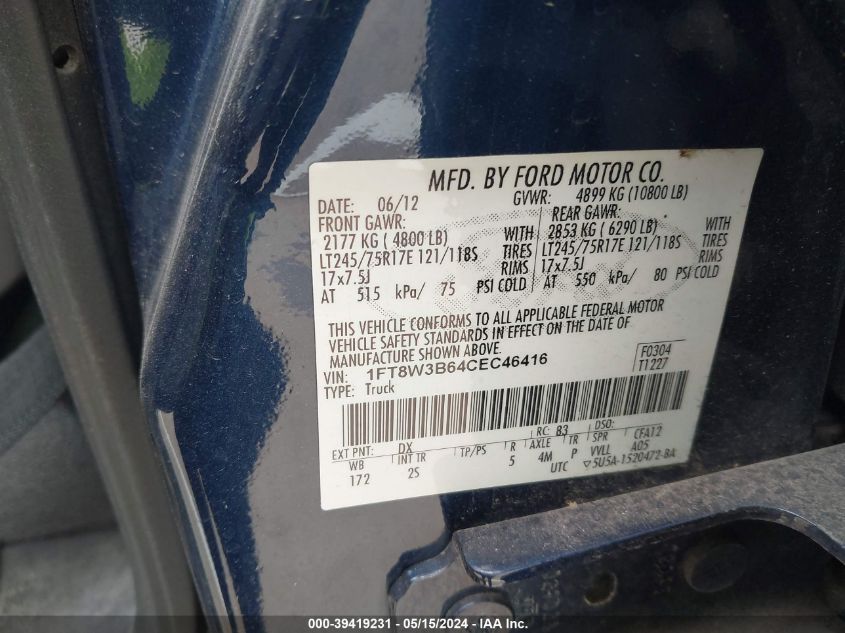 MFD. BY FORD MOTOR CO.
DATE: 06/12 GVWR: 4899 KG (10800 LB)
FRONT GAWR: REAR GAWR:
2177 KG ( 4800 LB) WITH 2853 KG ( 6290 LB) WITH
LT245/75R17E 121/118S TIRES LT245/75R17E 121/118S TIRES
17x7.5J RIMS 17x7.5J RIMS
AT 515 kPa/ 75 PSI COLD AT 550 kPa/ 80 PSI COLD
THIS VEHICLE CONFORMS TO ALL APPLICABLE FEDERAL MOTOR
VEHICLE SAFETY STANDARDS IN EFFECT ON THE DATE OF
MANUFACTURE SHOWN ABOVE.
VIN: 1FT8W3B64CEC46416 F0304
TYPE: Truck T1227
EXT PNT: DX RC: 83 DSO:
WB INT TR TP/PS R AXLE TR SPR CFA12
172 2S 5 4M P VVLL A05
UTC ▽5U5A-1520472-BA
000-39419231 - 05/15/2024 - IAA Inc.